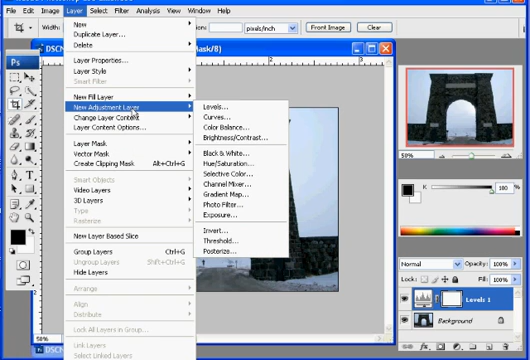 File Edit Image Layer Select Filter Analysis View Window Help
Width: pixels/inch Front Image Clear
New
Duplicate Layer...
Delete
DSC Mask/8)
Layer Properties...
Layer Style
Smart Filter
New Fill Layer
New Adjustment Layer
Change Layer Content
Layer Content Options...
Layer Mask
Vector Mask
Create Clipping Mask Alt+Ctrl+G
Smart Objects
Video Layers
3D Layers
Type
Rasterize
New Layer Based Slice
Group Layers Ctrl+G
Ungroup Layers Shift+Ctrl+G
Hide Layers
Arrange
Align
Distribute
Lock All Layers in Group...
Link Layers
Select Linked Layers
Levels...
Curves...
Color Balance...
Brightness/Contrast...
Black & White...
Hue/Saturation...
Selective Color...
Channel Mixer...
Gradient Map...
Photo Filter...
Exposure...
Invert...
Threshold...
Posterize...
Ps
50%
50%
K 100 %
Normal Opacity: 100%
Lock: Fill: 100%
Levels 1
Background